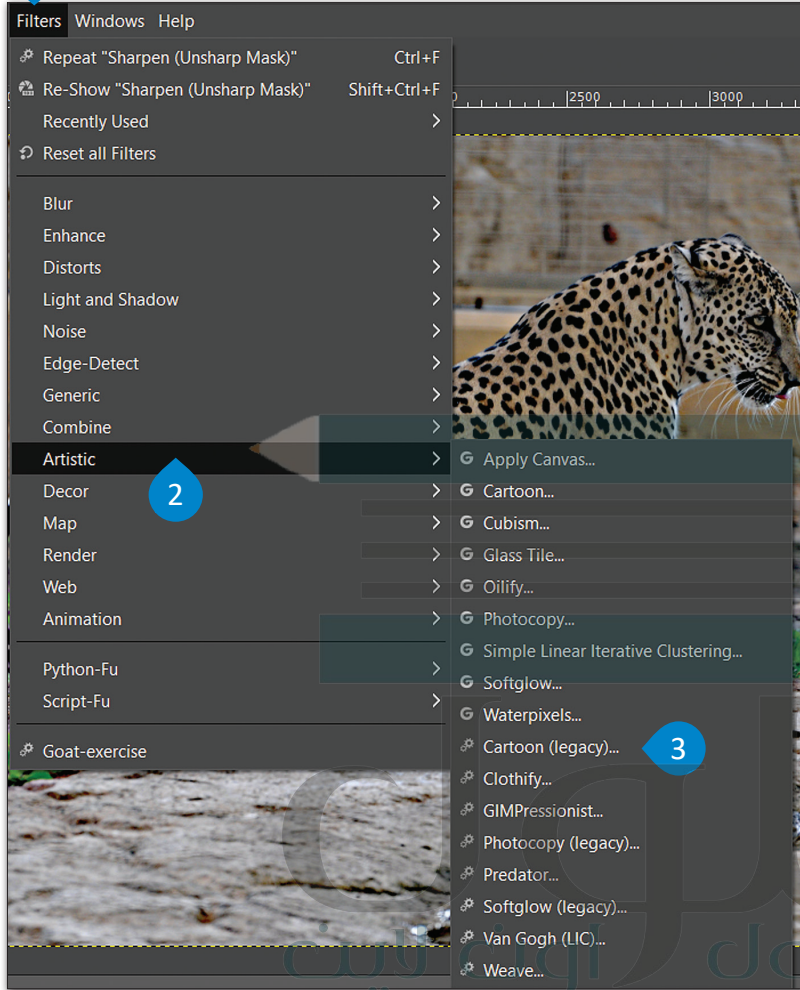 Filters Windows Help
Repeat "Sharpen (Unsharp Mask)" Ctrl+F
Re-Show "Sharpen (Unsharp Mask)" Shift+Ctrl+F
Recently Used
Reset all Filters
2500 3000
Blur
Enhance
Distorts
Light and Shadow
Noise
Edge-Detect
Generic
Combine
Artistic
Decor
Map
Render
Web
Animation
Python-Fu
Script-Fu
Goat-exercise
2
Apply Canvas...
Cartoon...
Cubism...
Glass Tile...
Oilify...
Photocopy...
Simple Linear Iterative Clustering...
Softglow...
Waterpixels...
Cartoon (legacy)...
3
Clothify...
GIMPressionist...
Photocopy (legacy)...
Predator...
Softglow (legacy)...
Van Gogh (LIC)...
Weave...
أون لاين